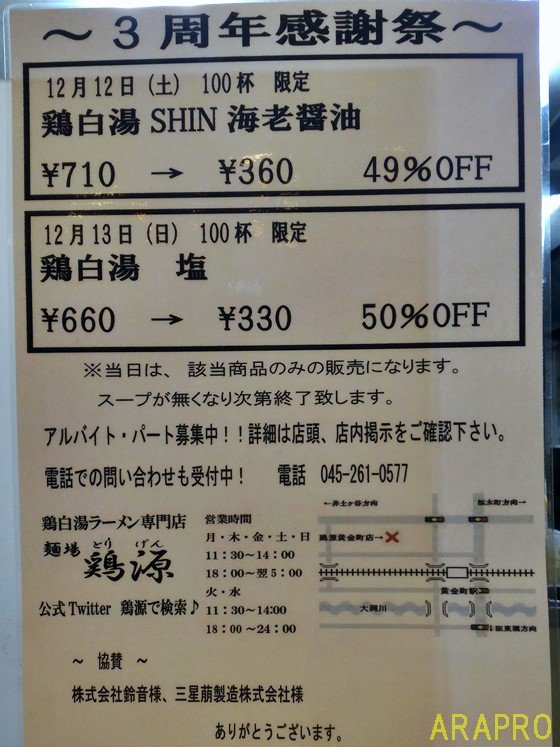 ～3周年感謝祭～
12月12日（土） 100杯 限定
鶏白湯 SHIN 海老醤油
¥710 → ¥360 49%OFF
12月13日（日） 100杯 限定
鶏白湯 塩
¥660 → ¥330 50%OFF
※当日は、該当商品のみの販売になります。
スープが無くなり次第終了致します。
アルバイト・パート募集中！！詳細は店頭、店内掲示をご確認下さい。
電話での問い合わせも受付中！ 電話 045-261-0577
鶏白湯ラーメン専門店
麺場 鶏源
とり げん
公式Twitter 鶏源で検索♪
営業時間
月・木・金・土・日
11：30～14：00
18：00～翌5：00
火・水
11：30～14:00
18：00～24：00
←井土ヶ谷方向
桜木町方向→
鶏源黄金町店→
黄金町駅
大岡川
阪東橋方向
～ 協賛 ～
株式会社鈴音様、三星萠製造株式会社様
ありがとうございます。
ARAPRO